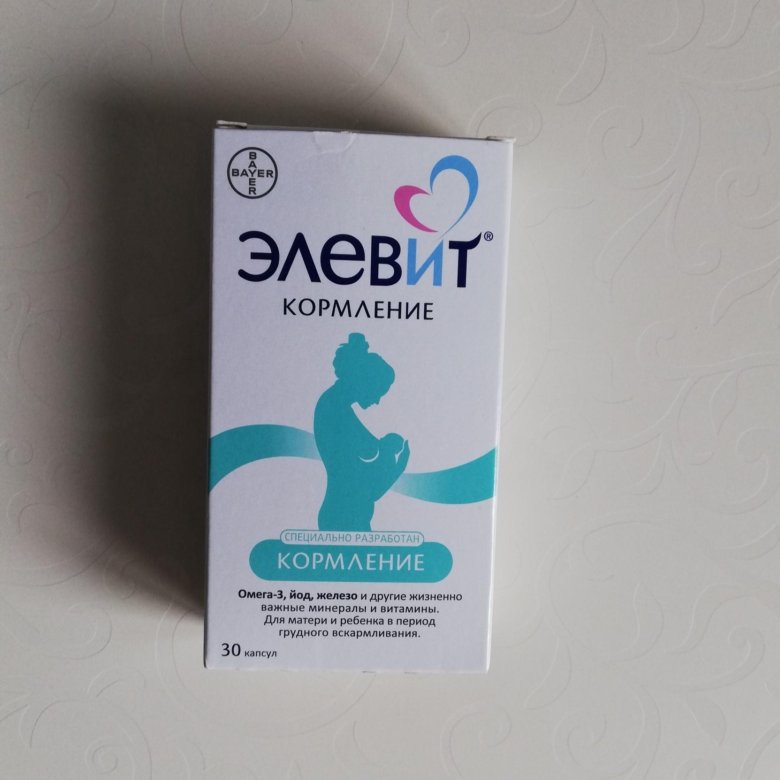 BAYER
BAYER
ЭЛЕВИТ®
КОРМЛЕНИЕ
СПЕЦИАЛЬНО РАЗРАБОТАН
КОРМЛЕНИЕ
Омега-3, йод, железо и другие жизненно
важные минералы и витамины.
Для матери и ребенка в период
грудного вскармливания.
30 капсул